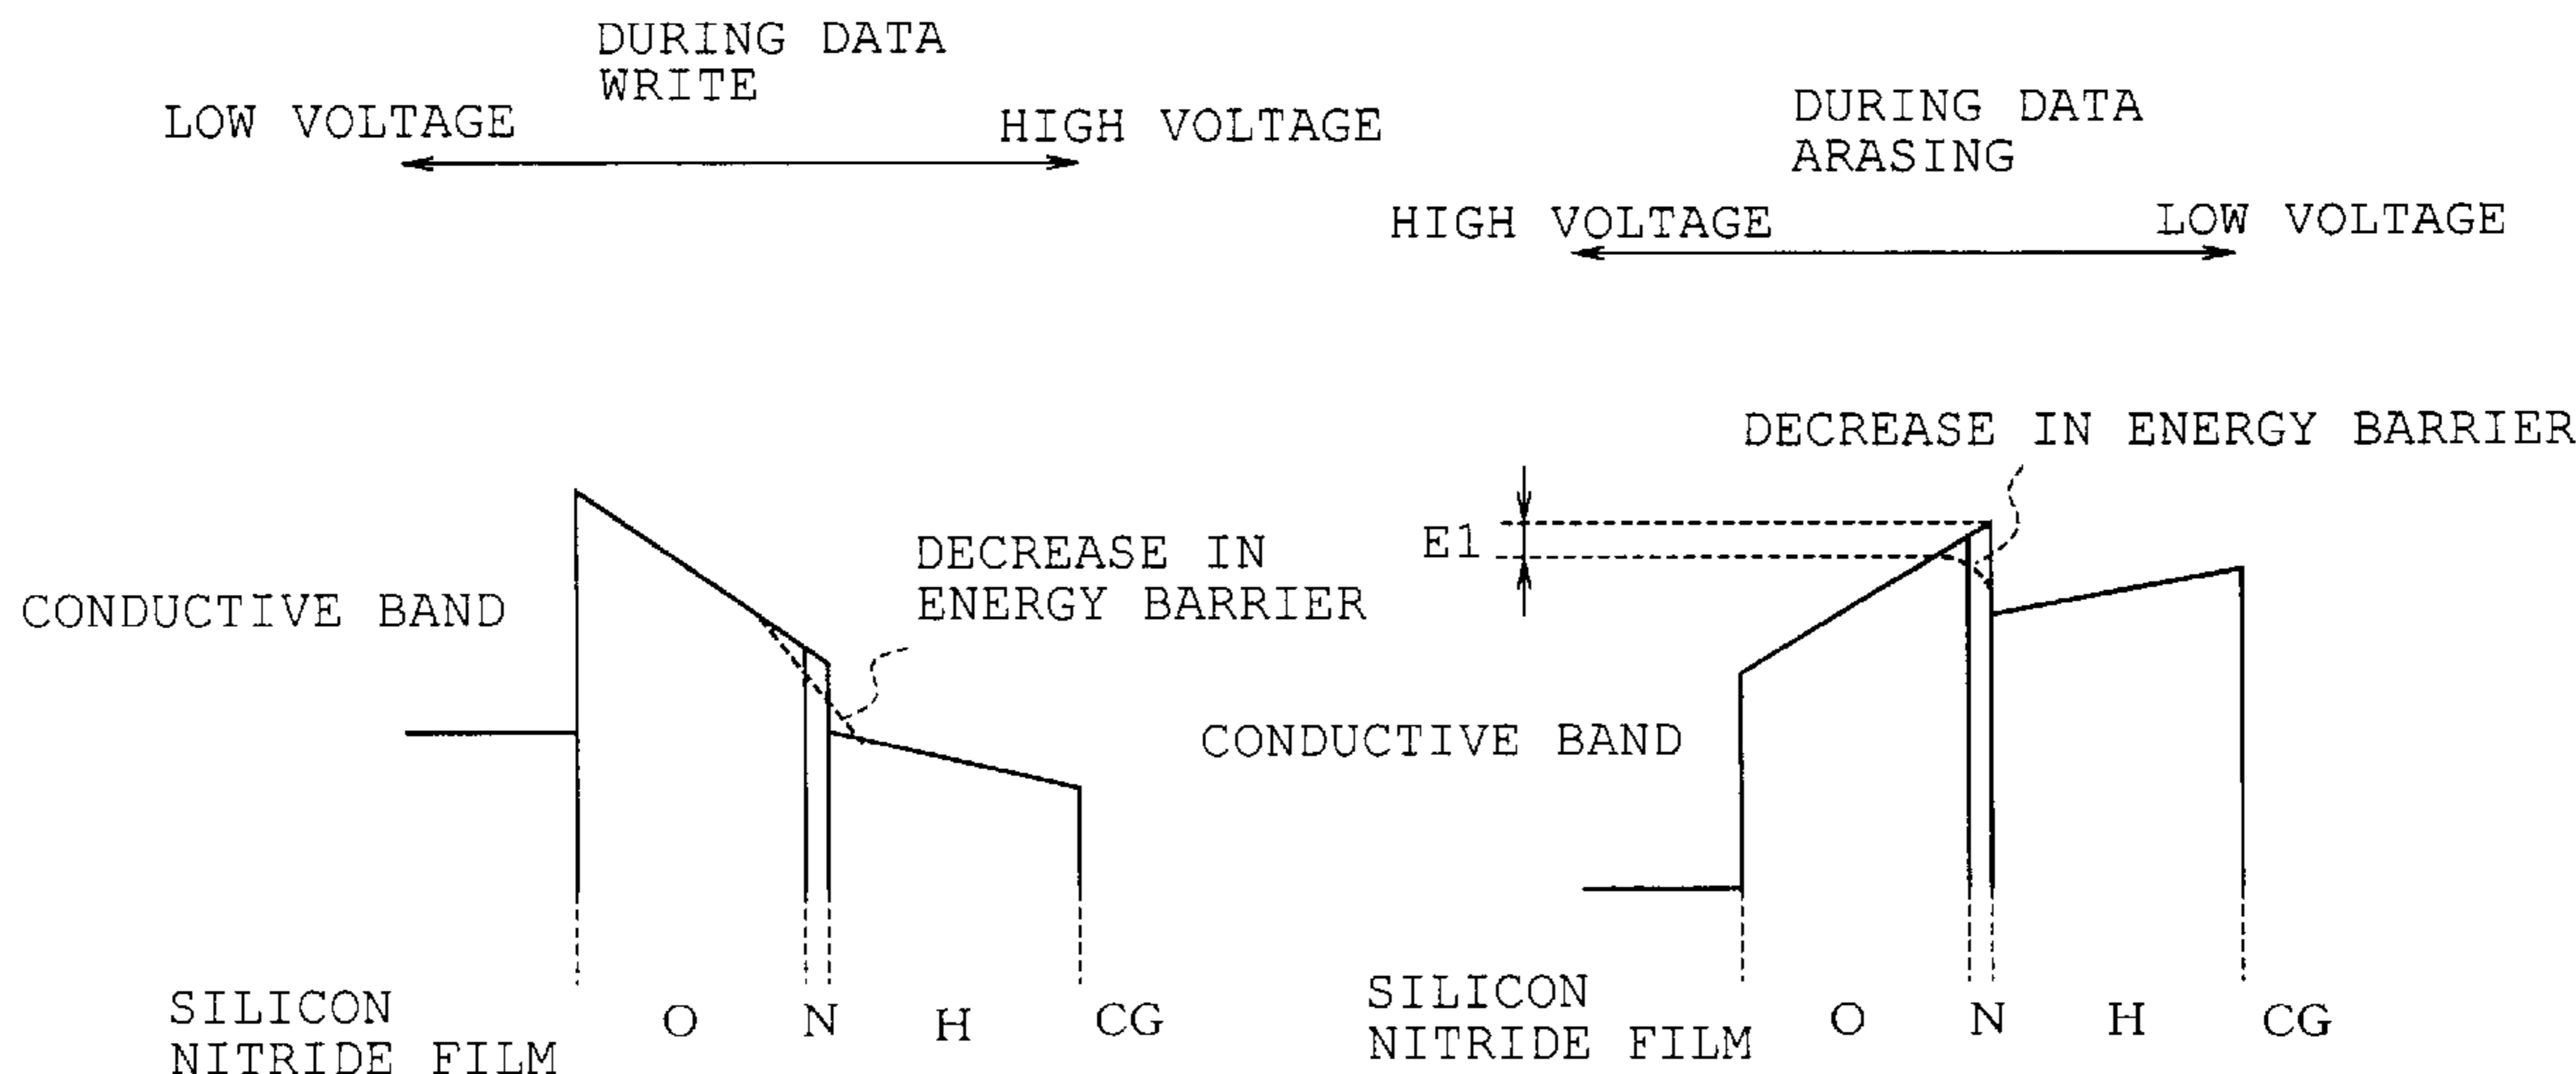 DURING DATA
WRITE
LOW VOLTAGE
HIGH VOLTAGE
CONDUCTIVE BAND
DECREASE IN
ENERGY BARRIER
SILICON
NITRIDE FILM
O
N
H
CG
DURING DATA
ARASING
HIGH VOLTAGE
LOW VOLTAGE
DECREASE IN ENERGY BARRIER
E1
CONDUCTIVE BAND
SILICON
NITRIDE FILM
O
N
H
CG